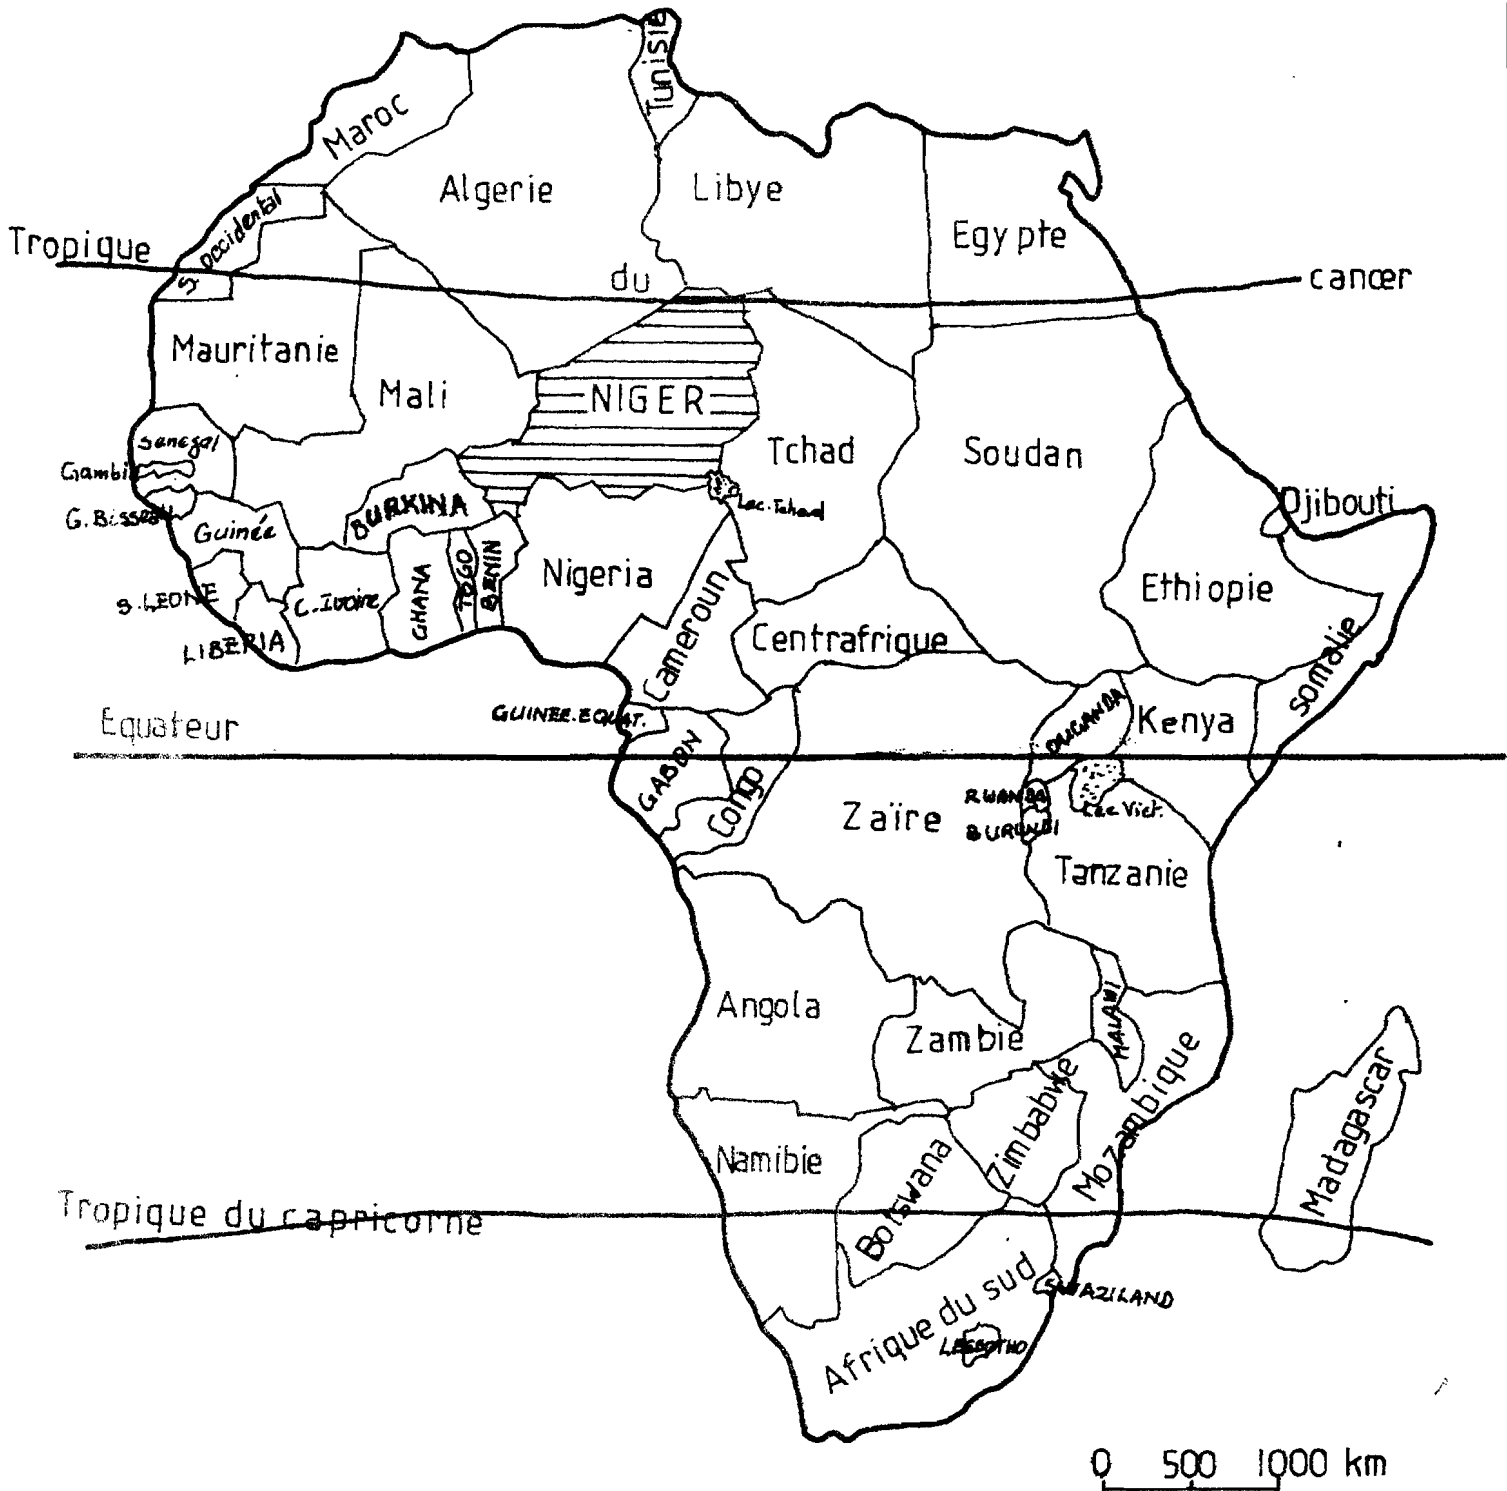 Tunisie
Maroc
Algerie
Libye
Egypte
S. Occidental
Tropique
du
cancer
Mauritanie
Mali
NIGER
Tchad
Soudan
Senegal
Gambi
G. Bisseau
Guinée
BURKINA
Lac. Tchad
Djibouti
S. LEONE
LIBERIA
C. Ivoire
GHANA
TOGO
BENIN
Nigeria
Cameroun
Centrafrique
Ethiopie
Somalie
GUINEE. EQUAT.
Equateur
GABON
Congo
OUGANDA
Kenya
Zaïre
RWANDA
BURUNDI
Lac Vict.
Tanzanie
Angola
Zambie
MALAWI
Mozambique
Zimbabwe
Madagascar
Namibie
Botswana
Tropique du capricorne
Afrique du sud
SWAZILAND
LESSOTHO
0 500 1000 km